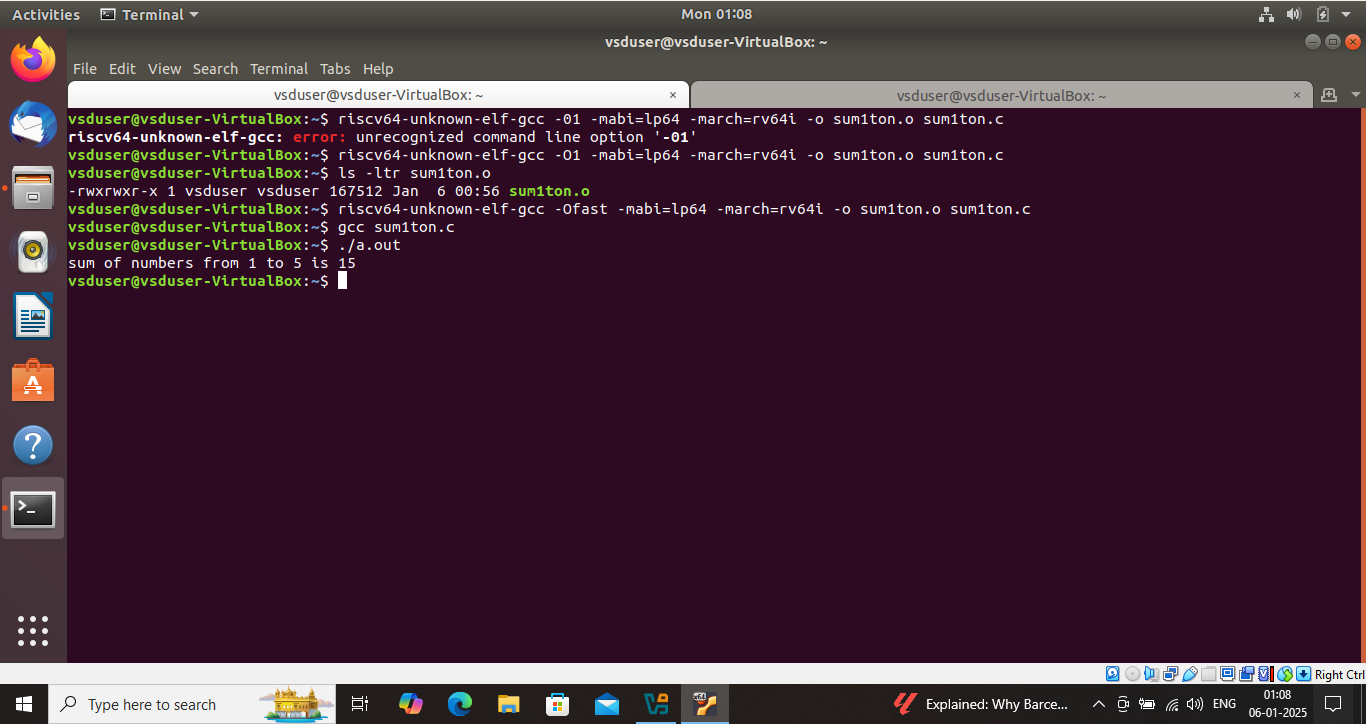 Activities Terminal Mon 01:08
vsduser@vsduser-VirtualBox: ~
File Edit View Search Terminal Tabs Help
vsduser@vsduser-VirtualBox: ~ × vsduser@vsduser-VirtualBox: ~ ×
vsduser@vsduser-VirtualBox:~$ riscv64-unknown-elf-gcc -01 -mabi=lp64 -march=rv64i -o sum1ton.o sum1ton.c
riscv64-unknown-elf-gcc: error: unrecognized command line option '-01'
vsduser@vsduser-VirtualBox:~$ riscv64-unknown-elf-gcc -O1 -mabi=lp64 -march=rv64i -o sum1ton.o sum1ton.c
vsduser@vsduser-VirtualBox:~$ ls -ltr sum1ton.o
-rwxrwxr-x 1 vsduser vsduser 167512 Jan  6 00:56 sum1ton.o
vsduser@vsduser-VirtualBox:~$ riscv64-unknown-elf-gcc -Ofast -mabi=lp64 -march=rv64i -o sum1ton.o sum1ton.c
vsduser@vsduser-VirtualBox:~$ gcc sum1ton.c
vsduser@vsduser-VirtualBox:~$ ./a.out
sum of numbers from 1 to 5 is 15
vsduser@vsduser-VirtualBox:~$
Right Ctrl
Type here to search
Explained: Why Barce...
ENG
01:08
06-01-2025